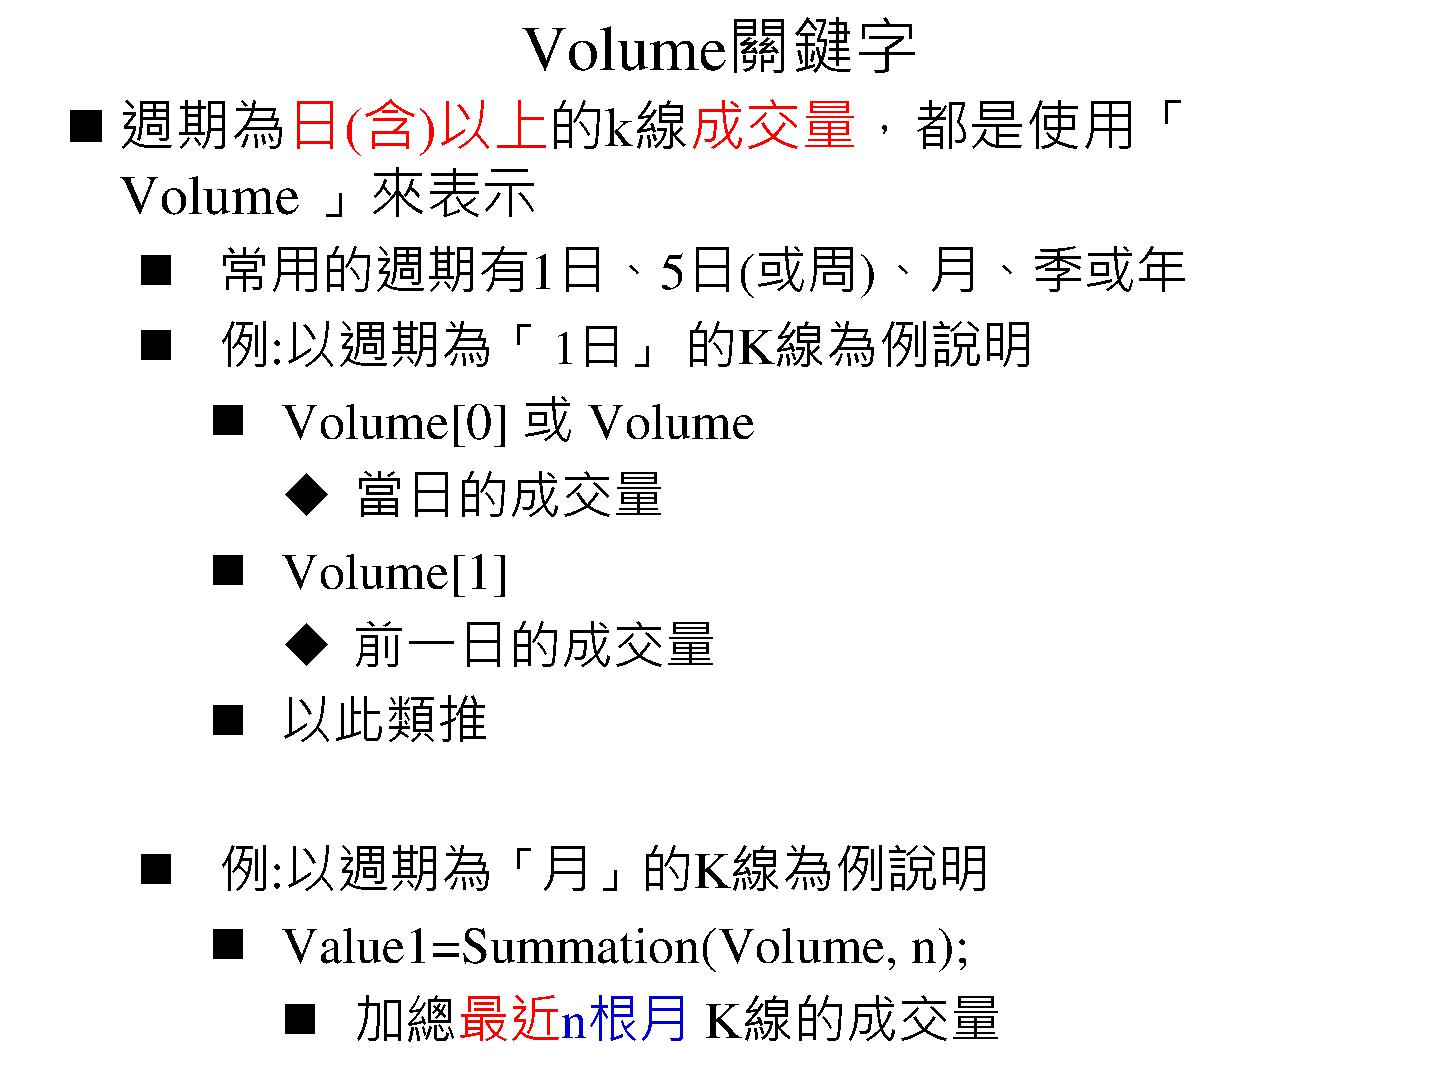 Volume關鍵字
■ 週期為日(含)以上的k線成交量，都是使用「
Volume 」來表示
■ 常用的週期有1日、5日(或周)、月、季或年
■ 例:以週期為「 1日」 的K線為例說明
■ Volume[0] 或 Volume
◆ 當日的成交量
■ Volume[1]
◆ 前一日的成交量
■ 以此類推
■ 例:以週期為「月」的K線為例說明
■ Value1=Summation(Volume, n);
■ 加總最近n根月 K線的成交量